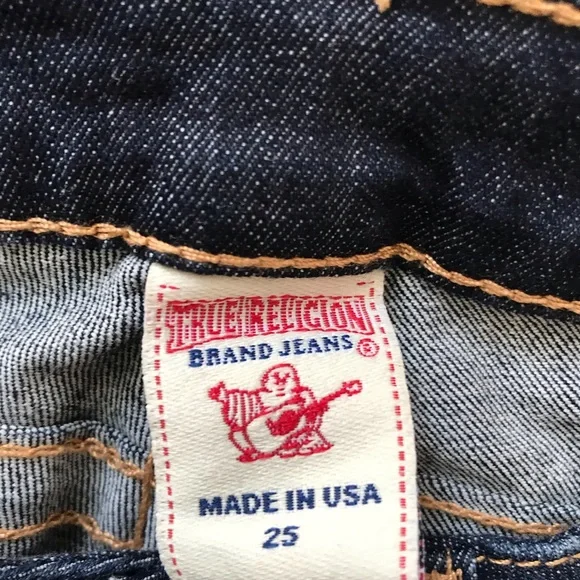 TRUE RELIGION
BRAND JEANS®
MADE IN USA
25